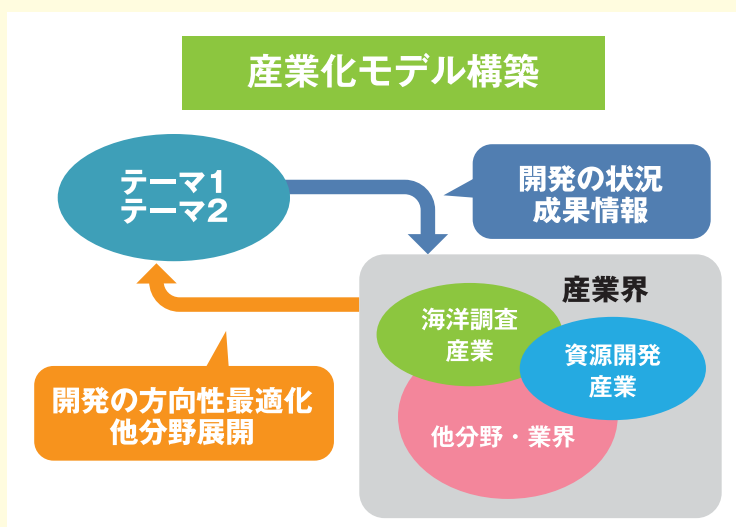 産業化モデル構築
テーマ1
テーマ2
開発の状況
成果情報
産業界
海洋調査
産業
資源開発
産業
他分野・業界
開発の方向性最適化
他分野展開